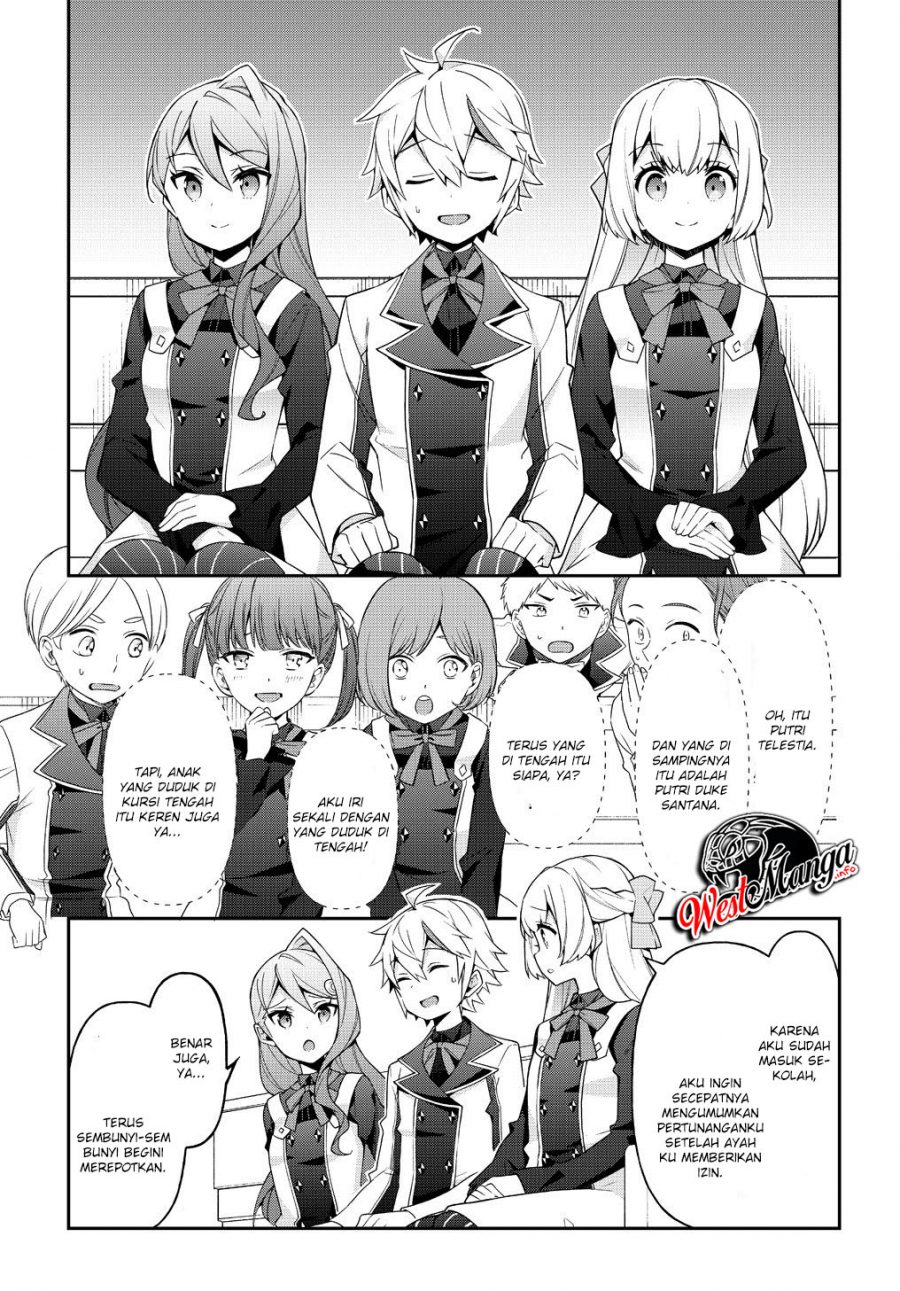 OH, ITU
PUTRI
TELESTIA.
DAN YANG DI
SAMPINGNYA
ITU ADALAH
PUTRI DUKE
SANTANA.
TERUS YANG
DI TENGAH ITU
SIAPA, YA?
AKU IRI
SEKALI DENGAN
YANG DUDUK DI
TENGAH!
TAPI, ANAK
YANG DUDUK DI
KURSI TENGAH
ITU KEREN JUGA
YA...
WestManga
.info
KARENA
AKU SUDAH
MASUK SE-
KOLAH,
AKU INGIN
SECEPATNYA
MENGUMUMKAN
PERTUNANGANKU
SETELAH AYAH
KU MEMBERIKAN
IZIN.
BENAR
JUGA,
YA...
TERUS
SEMBUNYI-SEM
BUNYI BEGINI
MEREPOTKAN.